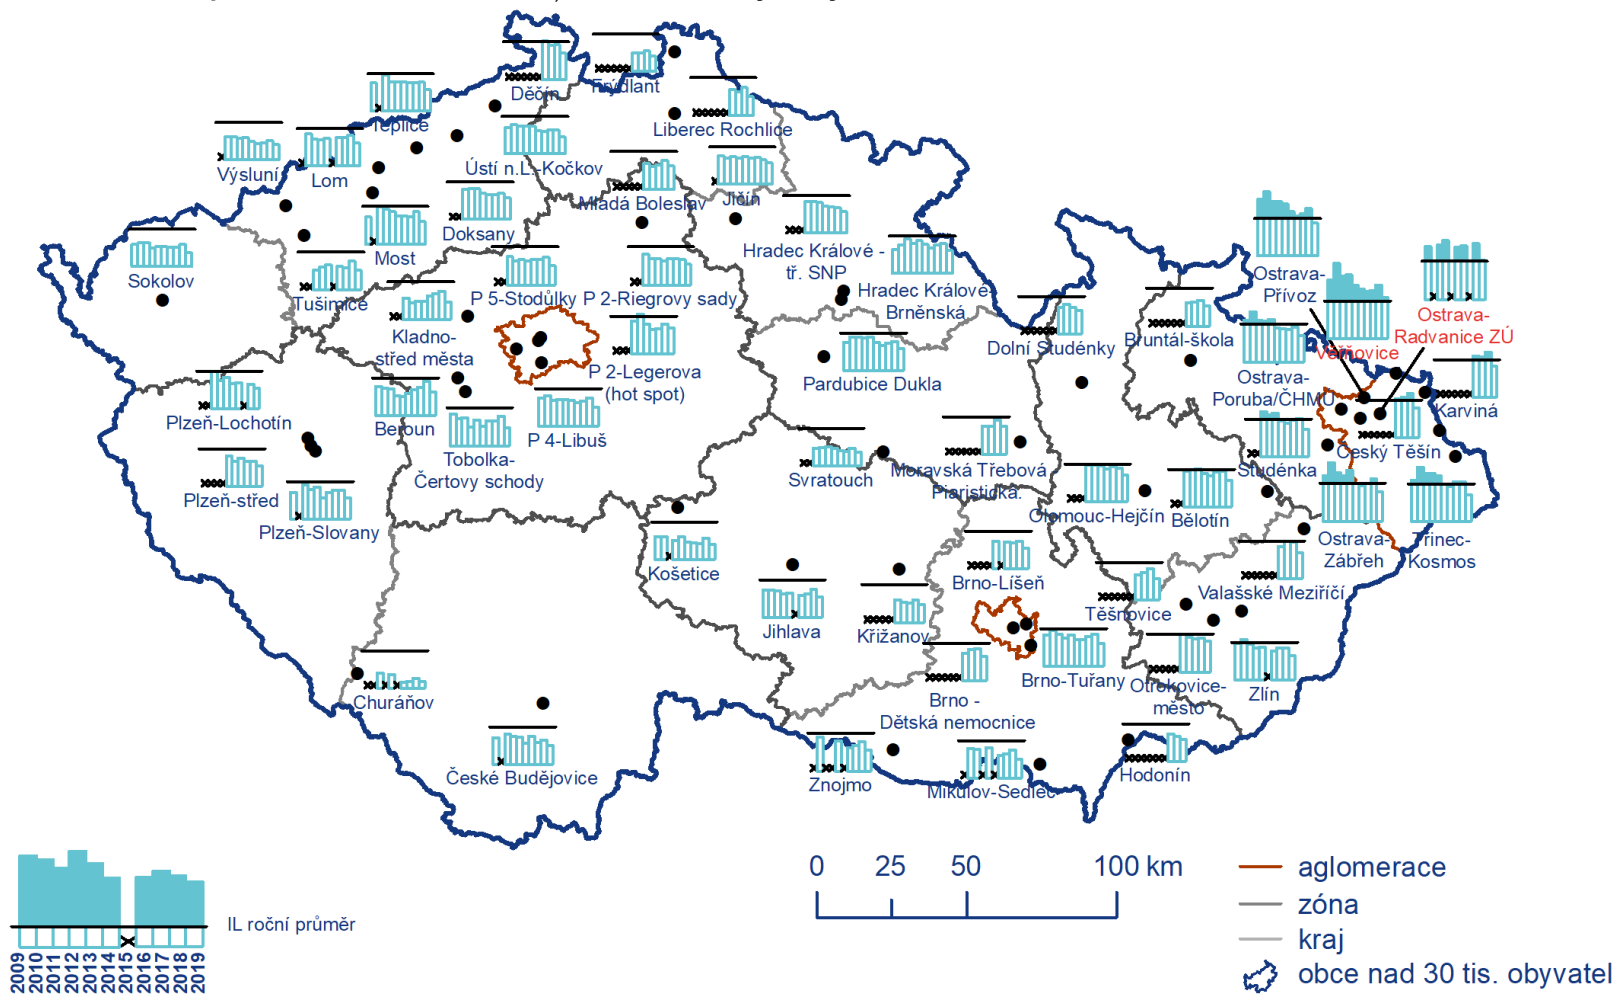 Děčín
Frýdlant
Teplice
Liberec Rochlice
Výsluní
Lom
Ústí n.L.-Kočkov
Mladá Boleslav
Jičín
Doksany
Most
Hradec Králové -
tř. SNP
Sokolov
Tušimice
P 5-Stodůlky
P 2-Riegrovy sady
Hradec Králové-
Brněnská
Kladno-
střed města
P 2-Legerova
(hot spot)
Dolní Studénky
Bruntál-škola
Ostrava-
Přívoz
Ostrava-
Radvanice ZÚ
Věřňovice
Ostrava-
Poruba/ČHMÚ
Karviná
Pardubice Dukla
Plzeň-Lochotín
Beroun
P 4-Libuš
Tobolka-
Čertovy schody
Český Těšín
Studénka
Svratouch
Moravská Třebová
Piaristická.
Plzeň-střed
Plzeň-Slovany
Olomouc-Hejčín
Bělotín
Ostrava-
Zábřeh
Třinec-
Kosmos
Košetice
Brno-Líšeň
Valašské Meziříčí
Těšnovice
Jihlava
Křižanov
Churáňov
Brno-Tuřany
Otrokovice-
město
Zlín
Brno -
Dětská nemocnice
České Budějovice
Znojmo
Mikulov-Sedlec
Hodonín
IL roční průměr
2009
2010
2011
2012
2013
2014
2015
2016
2017
2018
2019
0 25 50 100 km
aglomerace
zóna
kraj
obce nad 30 tis. obyvatel